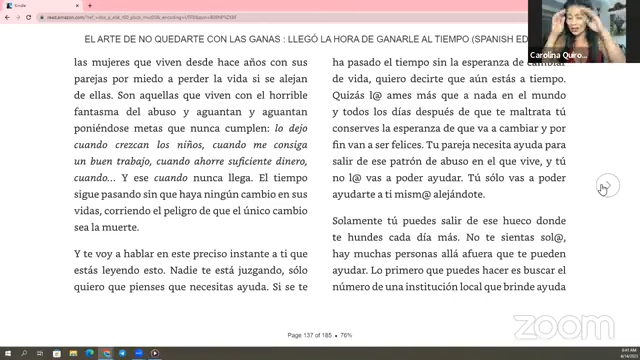 Kindle
EL ARTE DE NO QUEDARTE CON LAS GANAS : LLEGÓ LA HORA DE GANARLE AL TIEMPO (SPANISH ED
Carolina Quiro...
las mujeres que viven desde hace años con sus
parejas por miedo a perder la vida si se alejan
de ellas. Son aquellas que viven con el horrible
fantasma del abuso y aguantan y aguantan
poniéndose metas que nunca cumplen: lo dejo
cuando crezcan los niños, cuando me consiga
un buen trabajo, cuando ahorre suficiente dinero,
cuando… Y ese cuando nunca llega. El tiempo
sigue pasando sin que haya ningún cambio en sus
vidas, corriendo el peligro de que el único cambio
sea la muerte.
Y te voy a hablar en este preciso instante a ti que
estás leyendo esto. Nadie te está juzgando, sólo
quiero que pienses que necesitas ayuda. Si se te
ha pasado el tiempo sin la esperanza de cambiar
de vida, quiero decirte que aún estás a tiempo.
Quizás l@ ames más que a nada en el mundo
y todos los días después de que te maltrata tú
conserves la esperanza de que va a cambiar y por
fin van a ser felices. Tu pareja necesita ayuda para
salir de ese patrón de abuso en el que vive, y tú
no l@ vas a poder ayudar. Tú sólo vas a poder
ayudarte a ti mism@ alejándote.
Solamente tú puedes salir de ese hueco donde
te hundes cada día más. No te sientas sol@,
hay muchas personas allá afuera que te pueden
ayudar. Lo primero que puedes hacer es buscar el
número de una institución local que brinde ayuda
Page 137 of 185 • 76%
zoom